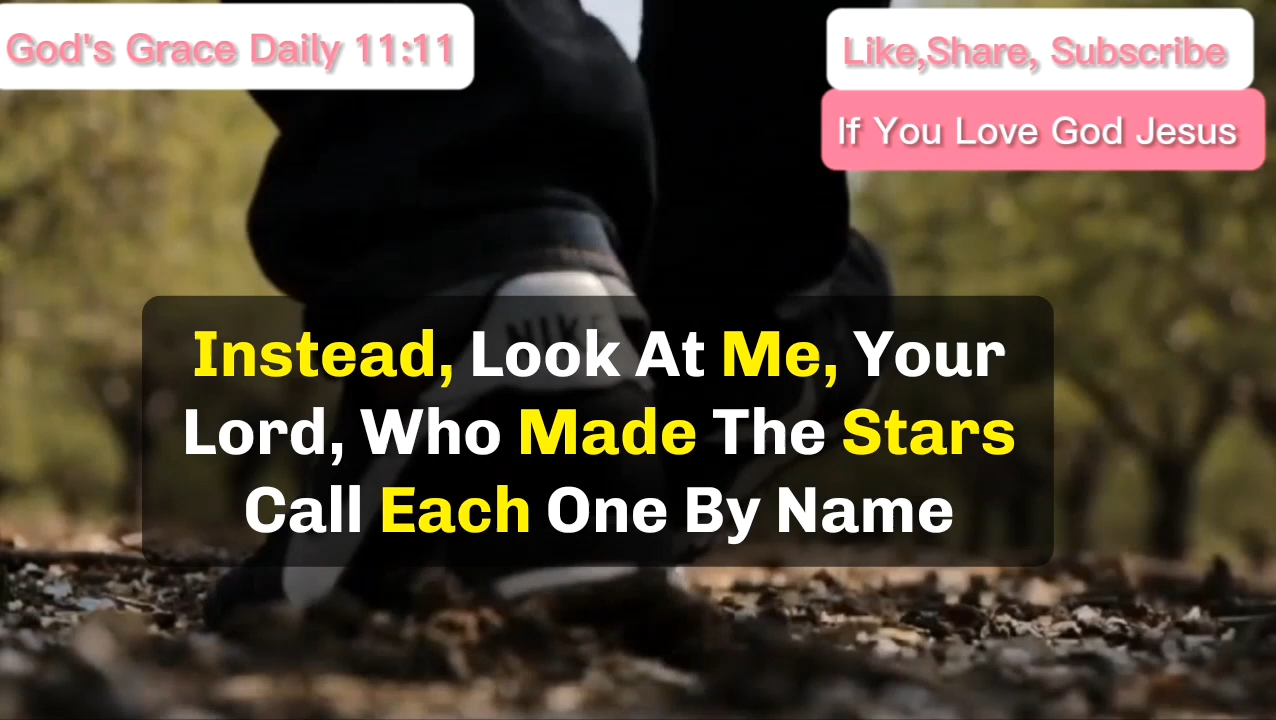 God's Grace Daily 11:11
Like,Share, Subscribe
If You Love God Jesus
NIKE
Instead, Look At Me, Your
Lord, Who Made The Stars
Call Each One By Name